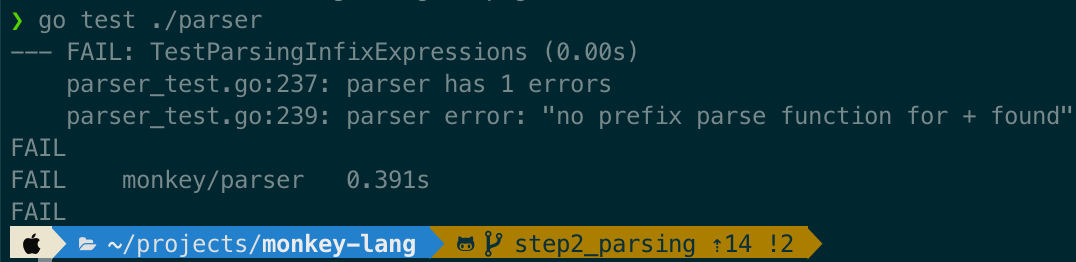 ❯ go test ./parser
--- FAIL: TestParsingInfixExpressions (0.00s)
    parser_test.go:237: parser has 1 errors
    parser_test.go:239: parser error: "no prefix parse function for + found"
FAIL
FAIL    monkey/parser   0.391s
FAIL
~/projects/monkey-lang step2_parsing ⇡14 !2